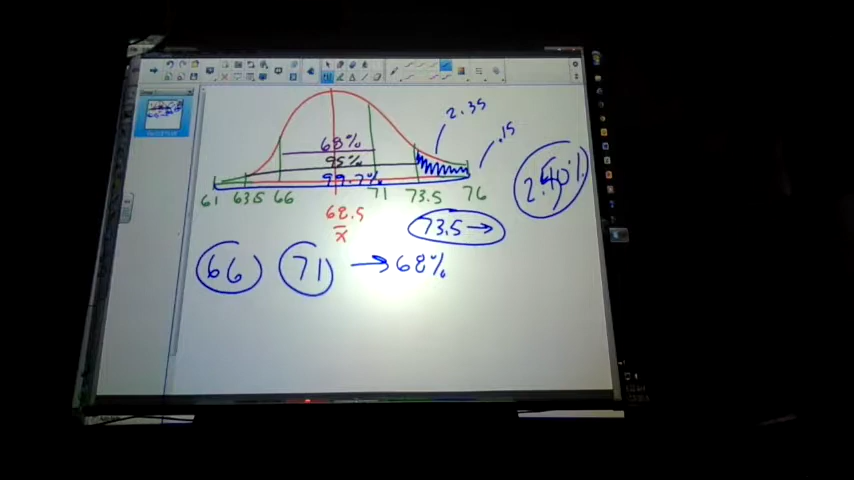 2.35
.15
68%
95%
99.7%
2.40%
61 63.5 66 71 73.5 76
68.5
x̄
73.5 →
66 71 → 68%